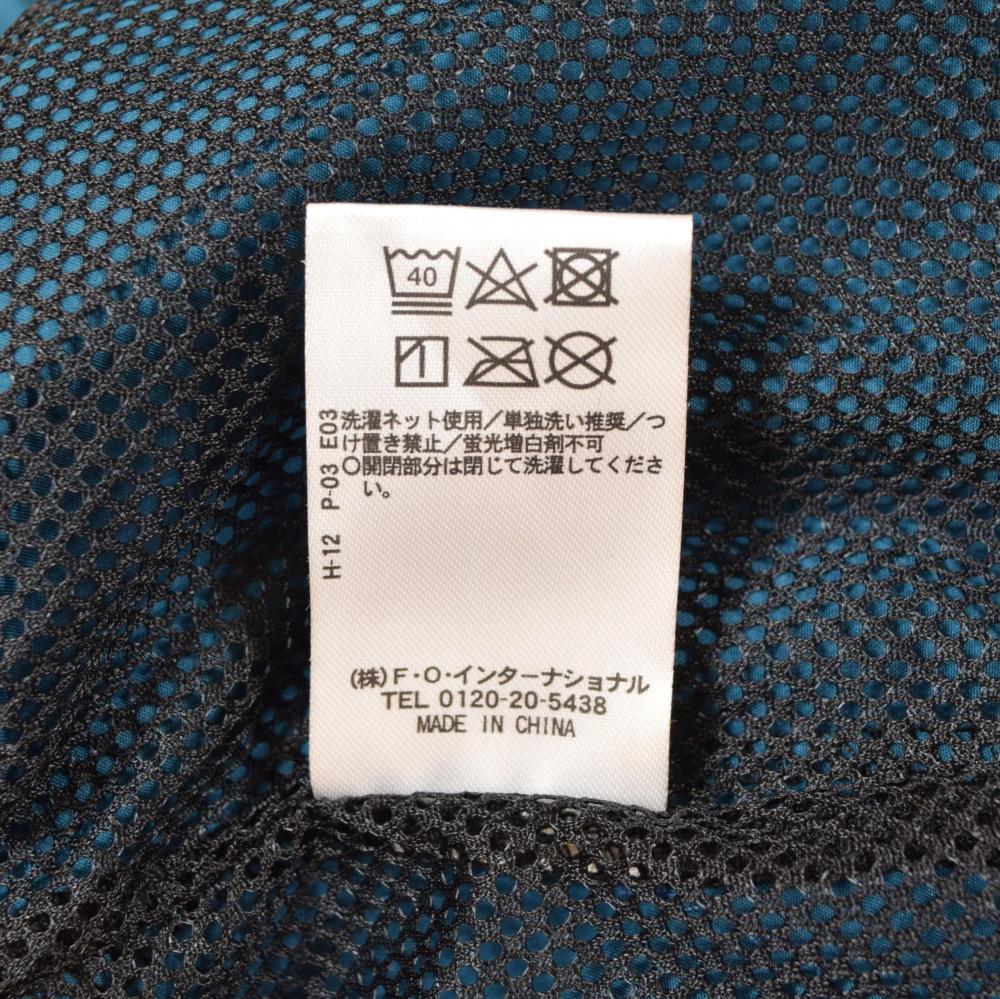 40
洗濯ネット使用／単独洗い推奨／つ
け置き禁止／蛍光増白剤不可
○開閉部分は閉じて洗濯してくださ
い。
H-12 P-03 E03
(株)F・O・インターナショナル
TEL 0120-20-5438
MADE IN CHINA